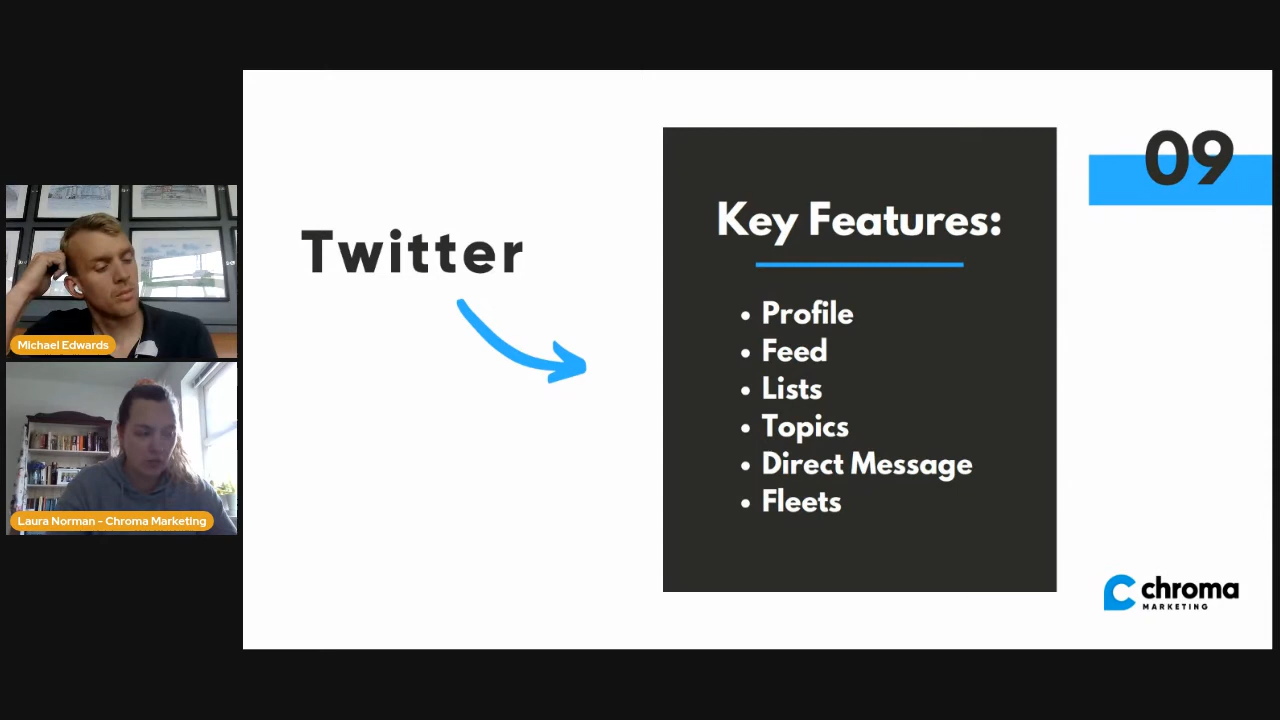 Michael Edwards
Laura Norman - Chroma Marketing
Twitter
Key Features:
• Profile
• Feed
• Lists
• Topics
• Direct Message
• Fleets
09
chroma
MARKETING